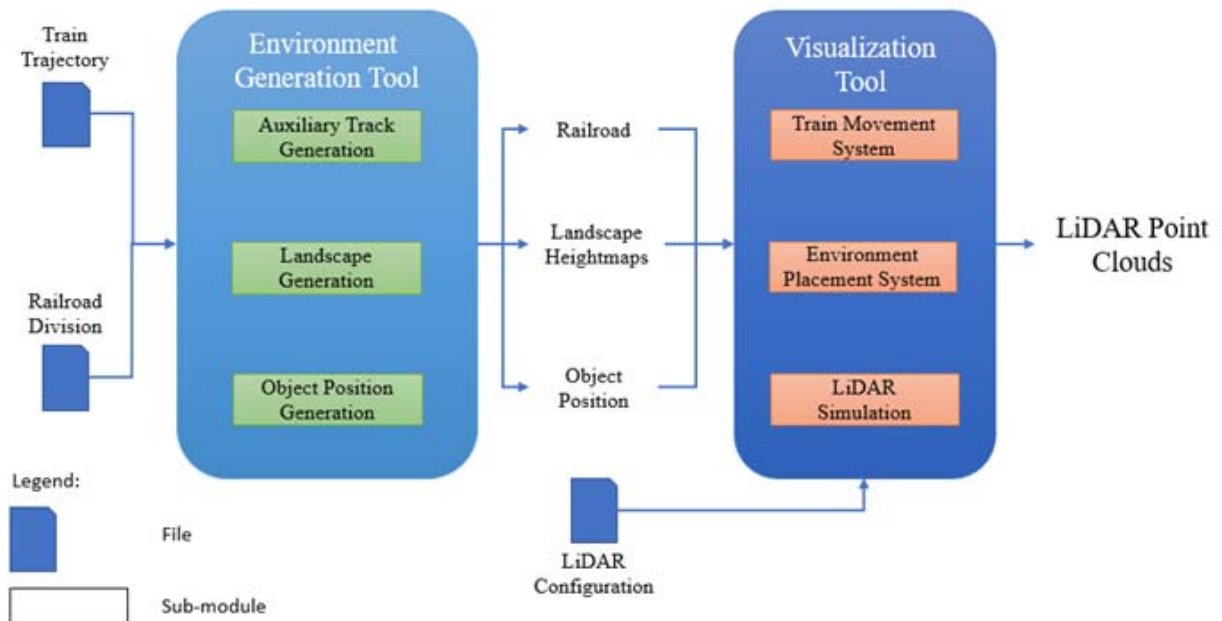 Train
Trajectory
Railroad
Division
Environment
Generation Tool
Auxiliary Track
Generation
Landscape
Generation
Object Position
Generation
Railroad
Landscape
Heightmaps
Object
Position
Visualization
Tool
Train Movement
System
Environment
Placement System
LiDAR
Simulation
LiDAR Point
Clouds
LiDAR
Configuration
Legend:
File
Sub-module